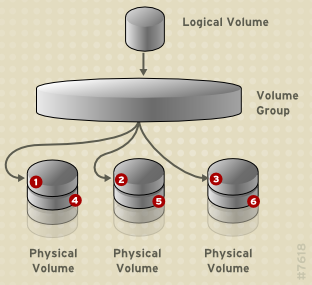 Logical Volume
Volume
Group
1
2
3
4
5
6
Physical
Volume
Physical
Volume
Physical
Volume
#7618